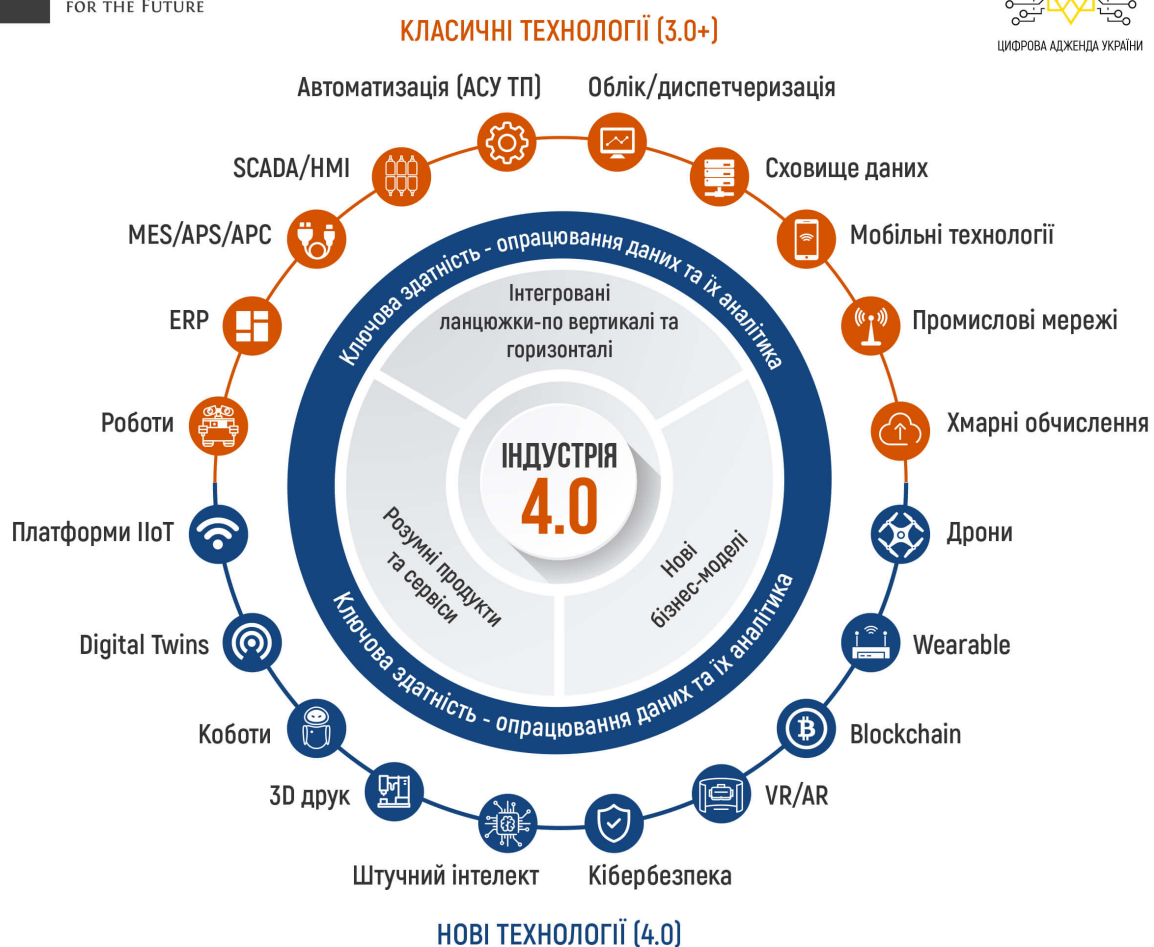 FOR THE FUTURE
ЦИФРОВА АДЖЕНДА УКРАЇНИ
КЛАСИЧНІ ТЕХНОЛОГІЇ (3.0+)
Автоматизація (АСУ ТП)
Облік/диспетчеризація
SCADA/HMI
Сховище даних
MES/APS/APC
Мобільні технології
ERP
Промислові мережі
Роботи
Хмарні обчислення
Ключова здатність - опрацювання даних та їх аналітика
Інтегровані
ланцюжки-по вертикалі та
горизонталі
ІНДУСТРІЯ
4.0
Розумні продукти
та сервіси
Нові
бізнес-моделі
Ключова здатність - опрацювання даних та їх аналітика
Платформи ІІоТ
Дрони
Digital Twins
Wearable
Коботи
Blockchain
3D друк
VR/AR
Штучний інтелект
Кібербезпека
НОВІ ТЕХНОЛОГІЇ (4.0)